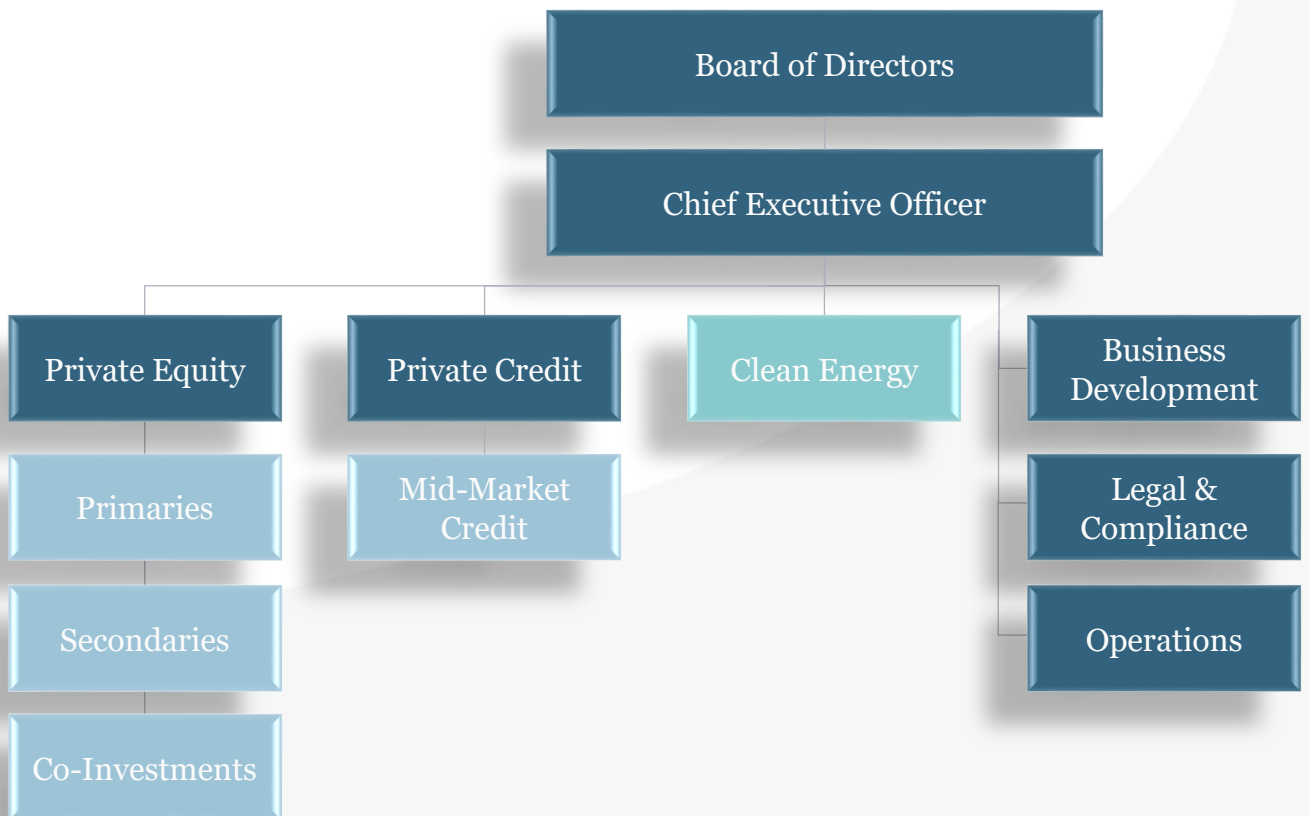 Board of Directors
Chief Executive Officer
Private Equity
Private Credit
Clean Energy
Business
Development
Primaries
Mid-Market
Credit
Legal &
Compliance
Secondaries
Operations
Co-Investments